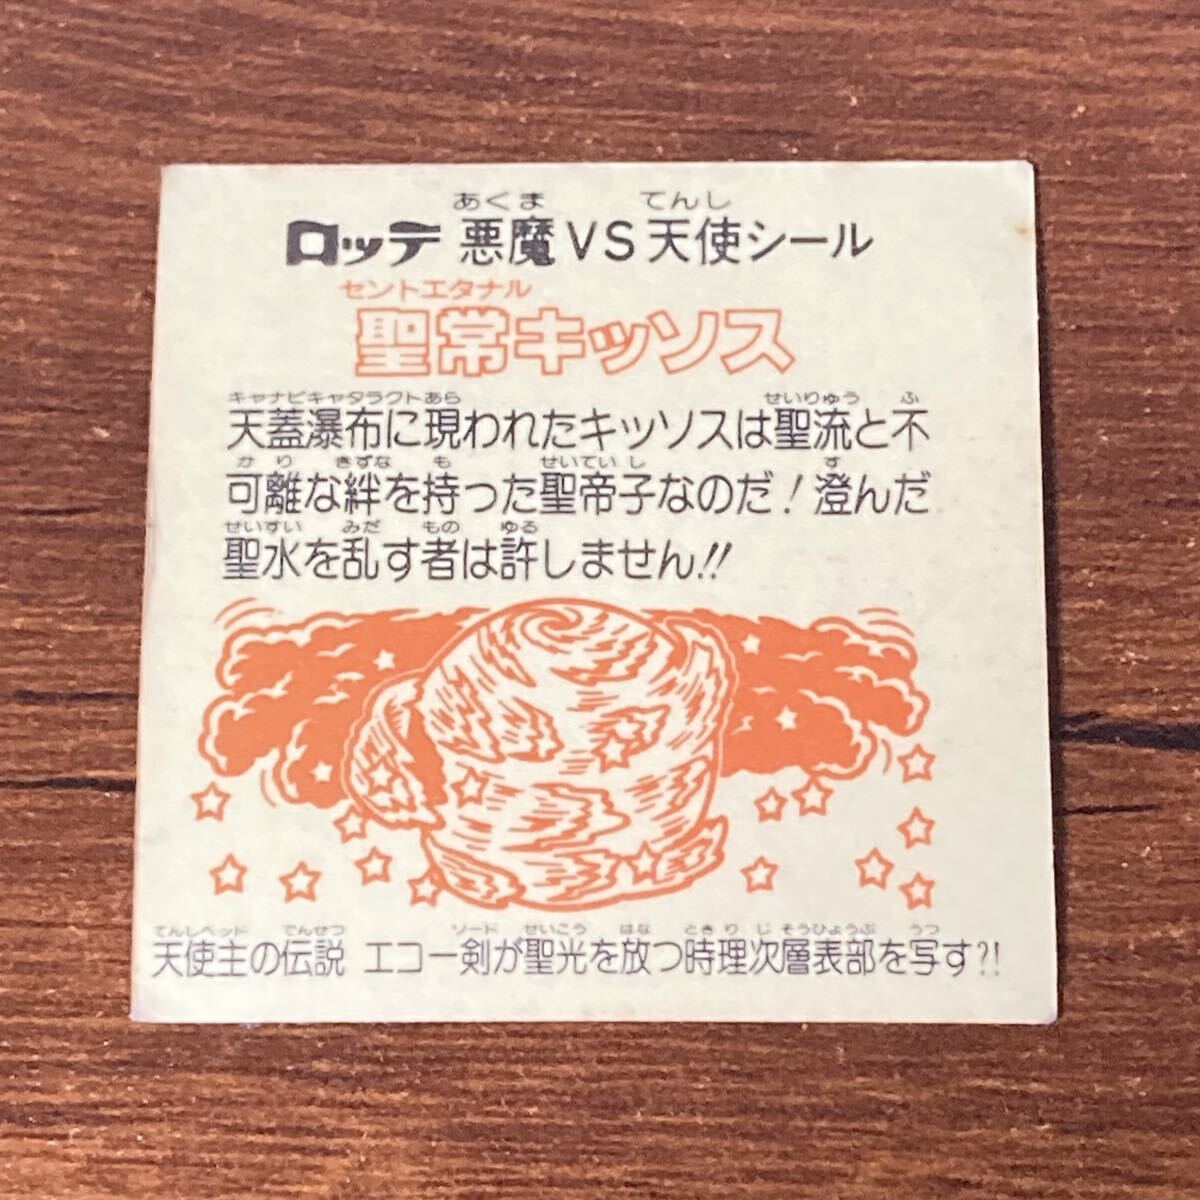 あくま てんし
ロッテ 悪魔VS天使シール
セントエタナル
聖常キッソス
キャナピキャタラクト あら せいりゅう ふ
天蓋瀑布に現われたキッソスは聖流と不
かり きずな も せいていし す
可離な絆を持った聖帝子なのだ!澄んだ
せいすい みだ もの ゆる
聖水を乱す者は許しません!!
てんしヘッド でんせつ ソード せいこう はな とき りじ そうひょうぶ うつ
天使主の伝説 エコー剣が聖光を放つ時理次層表部を写す?!